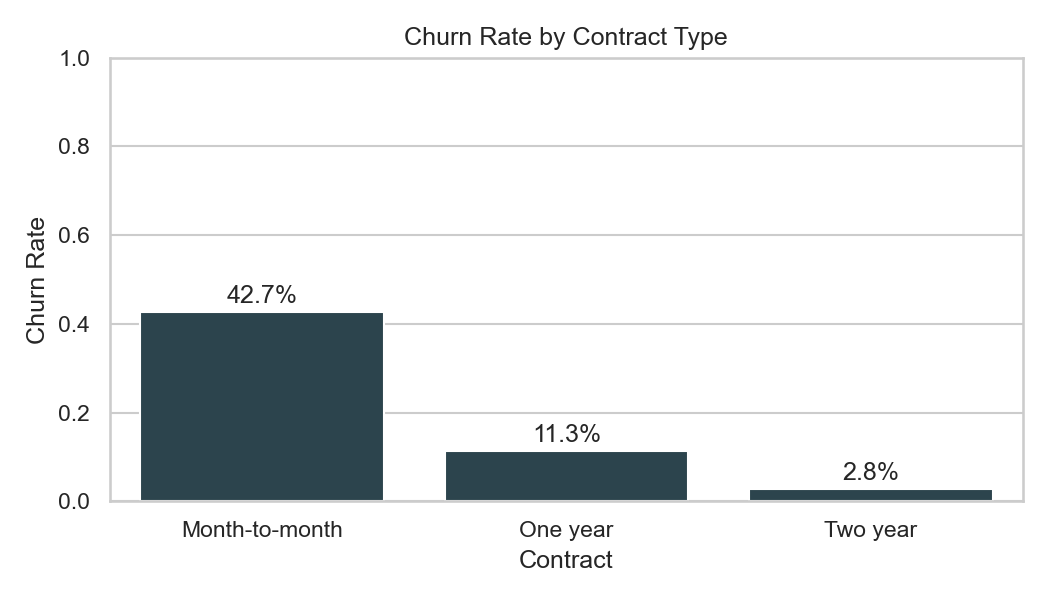 Churn Rate by Contract Type
1.0
0.8
0.6
0.4
0.2
0.0
Churn Rate
42.7%
11.3%
2.8%
Month-to-month
One year
Two year
Contract